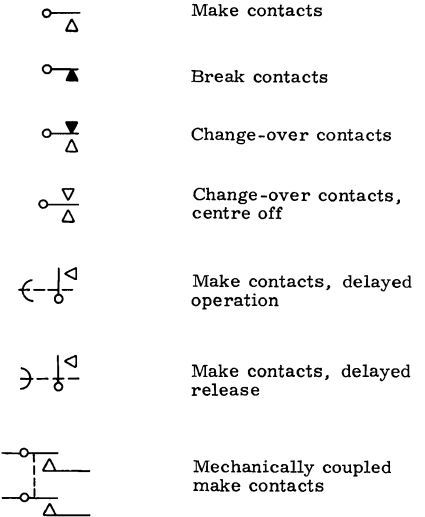 Make contacts
Break contacts
Change-over contacts
Change-over contacts,
centre off
Make contacts, delayed
operation
Make contacts, delayed
release
Mechanically coupled
make contacts